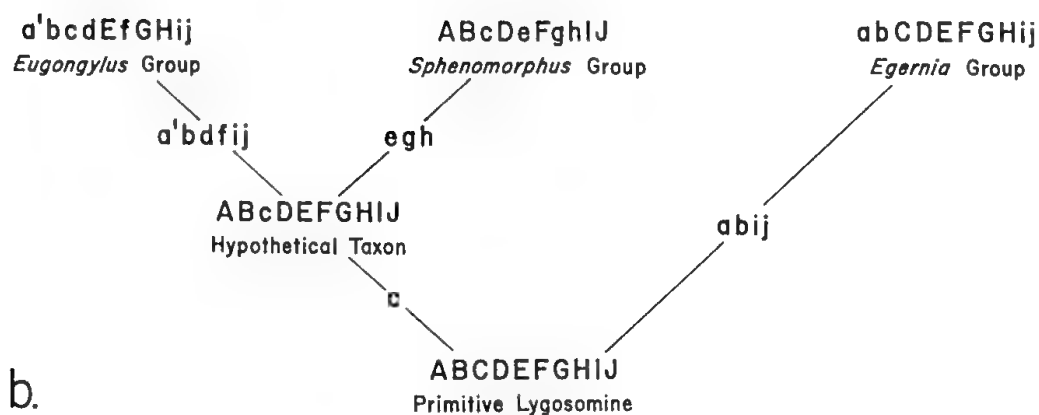 a'bcdEfGHij ABcDeFghIJ abCDEFGHij
Eugongylus Group Sphenomorphus Group Egernia Group
a'bdfij egh
ABcDEFGHIJ
abij
Hypothetical Taxon
c
ABCDEFGHIJ
b.
Primitive Lygosomine